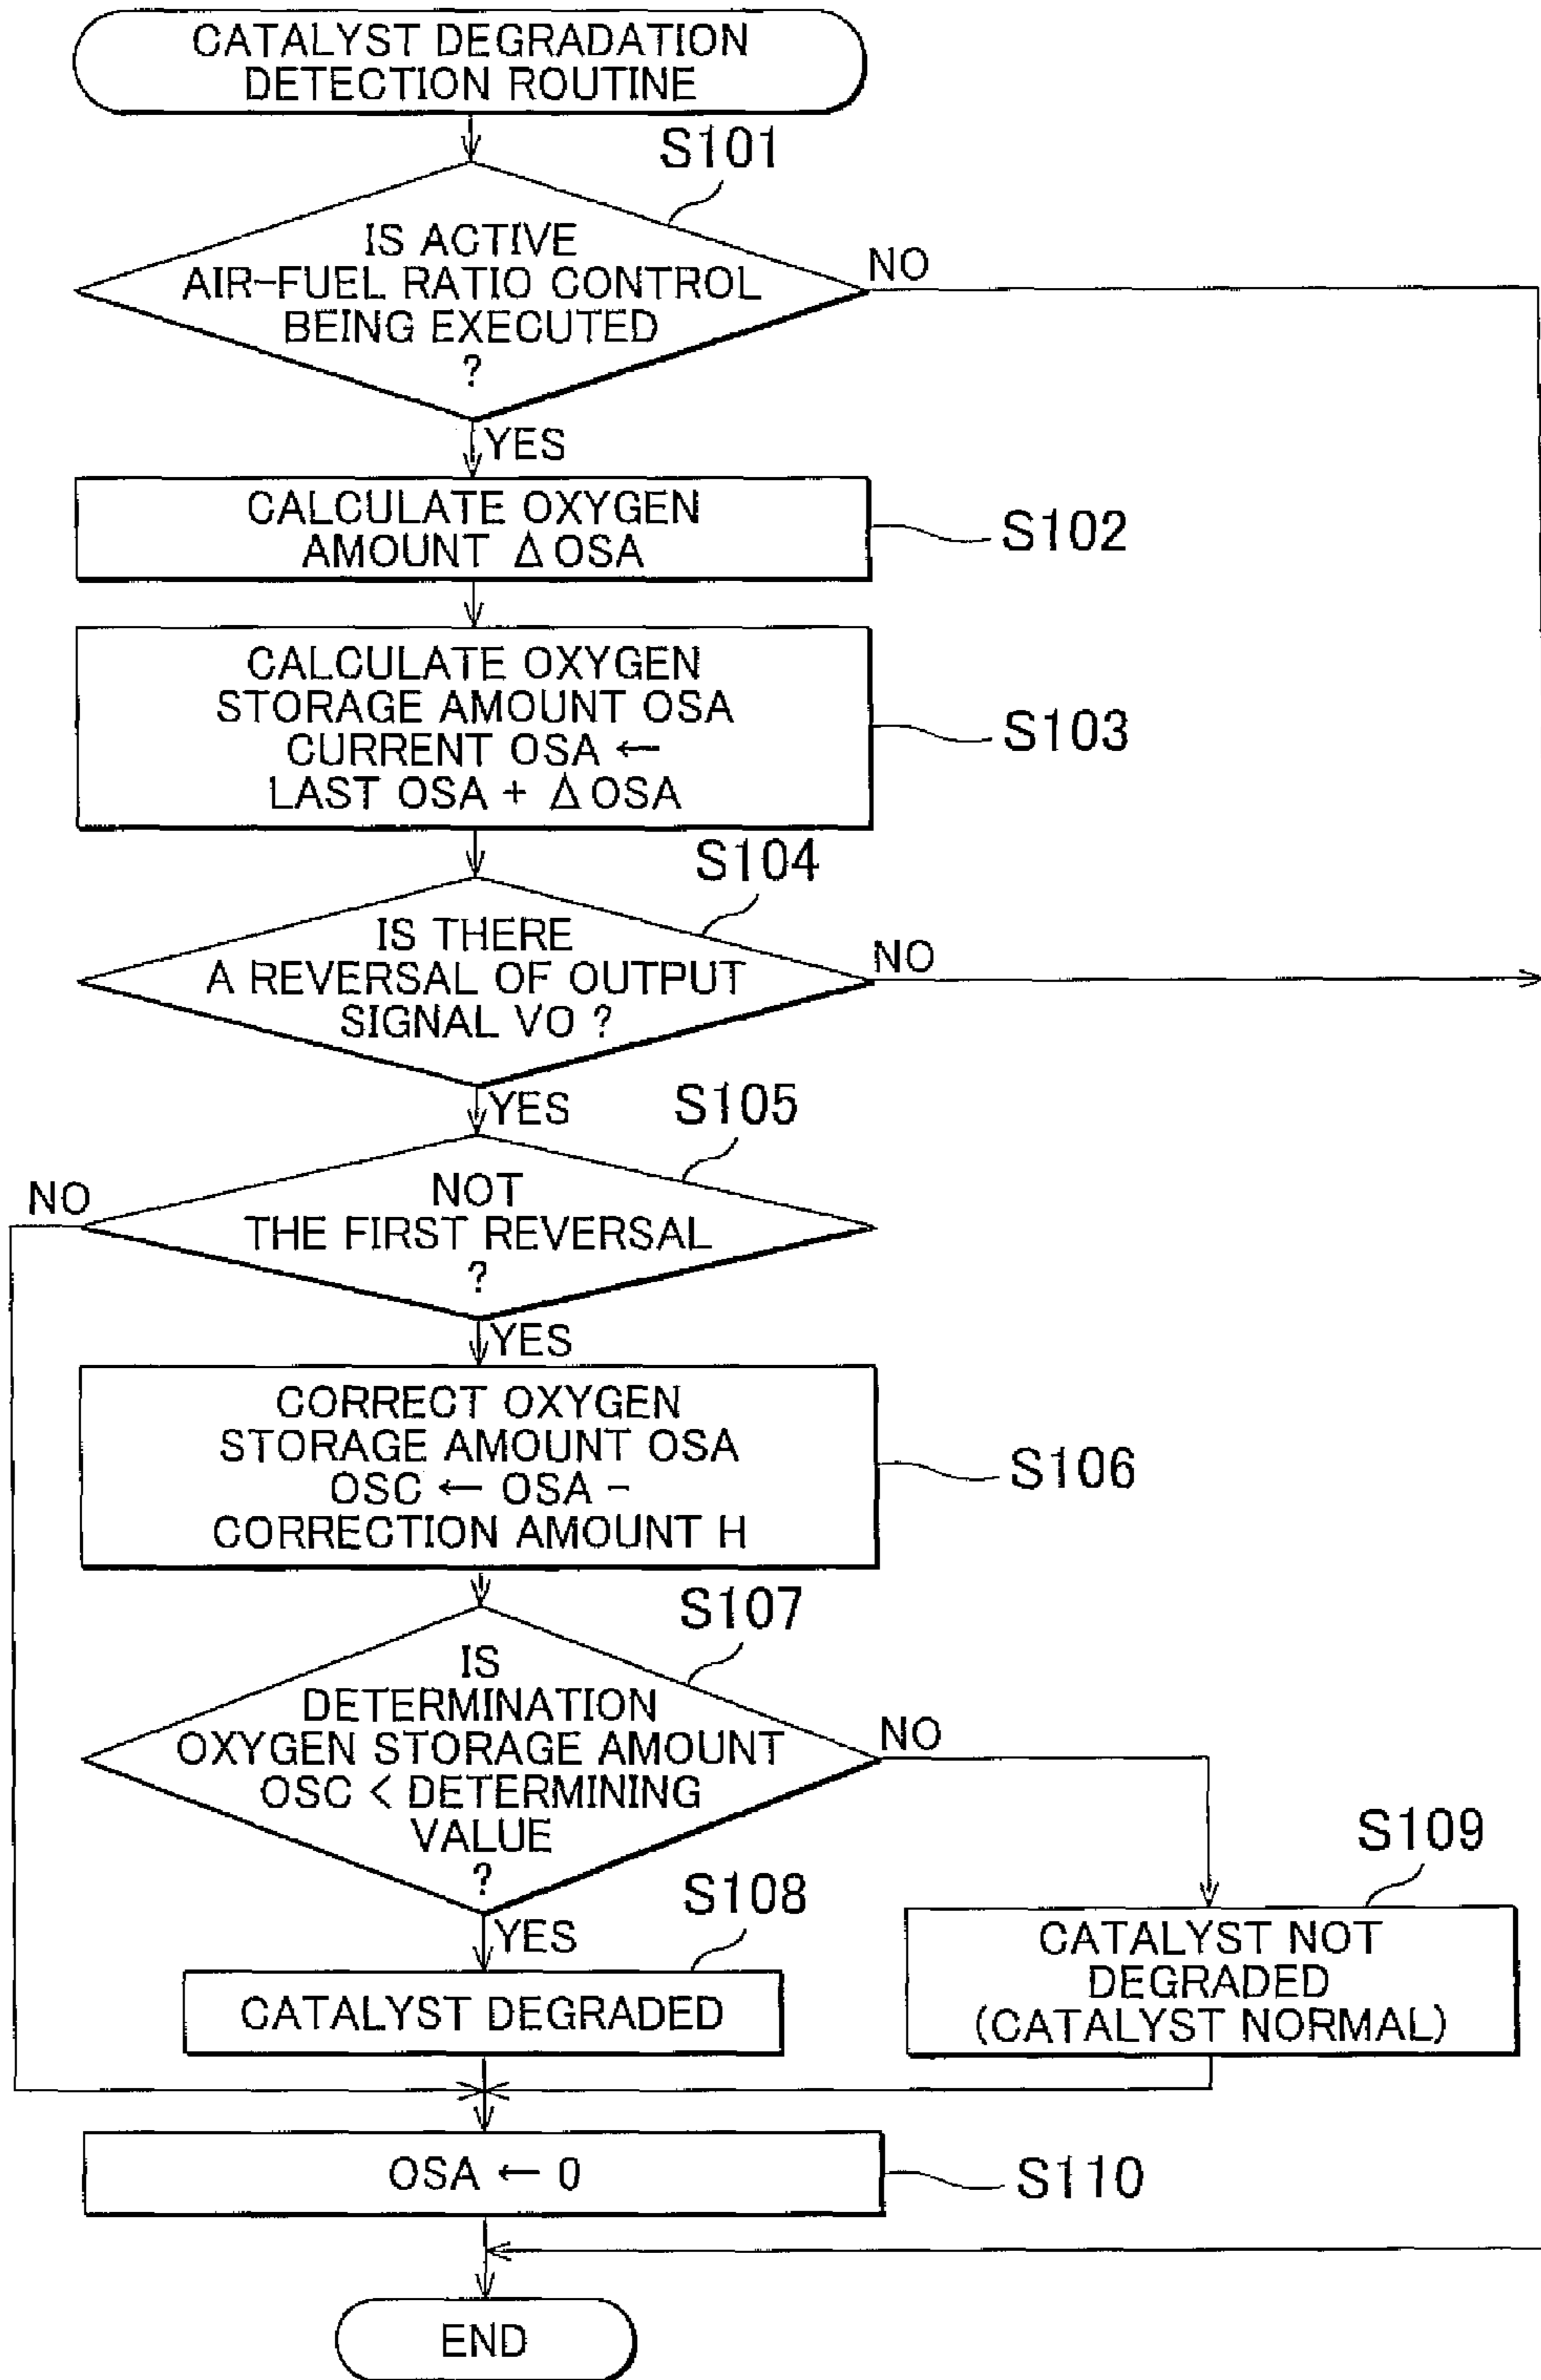 CATALYST DEGRADATION
DETECTION ROUTINE
S101
IS ACTIVE
AIR-FUEL RATIO CONTROL
BEING EXECUTED
?
NO
YES
CALCULATE OXYGEN
AMOUNT Δ OSA
S102
CALCULATE OXYGEN
STORAGE AMOUNT OSA
CURRENT OSA ←
LAST OSA + Δ OSA
S103
S104
IS THERE
A REVERSAL OF OUTPUT
SIGNAL VO ?
NO
YES
S105
NO
NOT
THE FIRST REVERSAL
?
YES
CORRECT OXYGEN
STORAGE AMOUNT OSA
OSC ← OSA -
CORRECTION AMOUNT H
S106
S107
IS
DETERMINATION
OXYGEN STORAGE AMOUNT
OSC < DETERMINING
VALUE
?
NO
YES
S108
CATALYST DEGRADED
S109
CATALYST NOT
DEGRADED
(CATALYST NORMAL)
OSA ← 0
S110
END